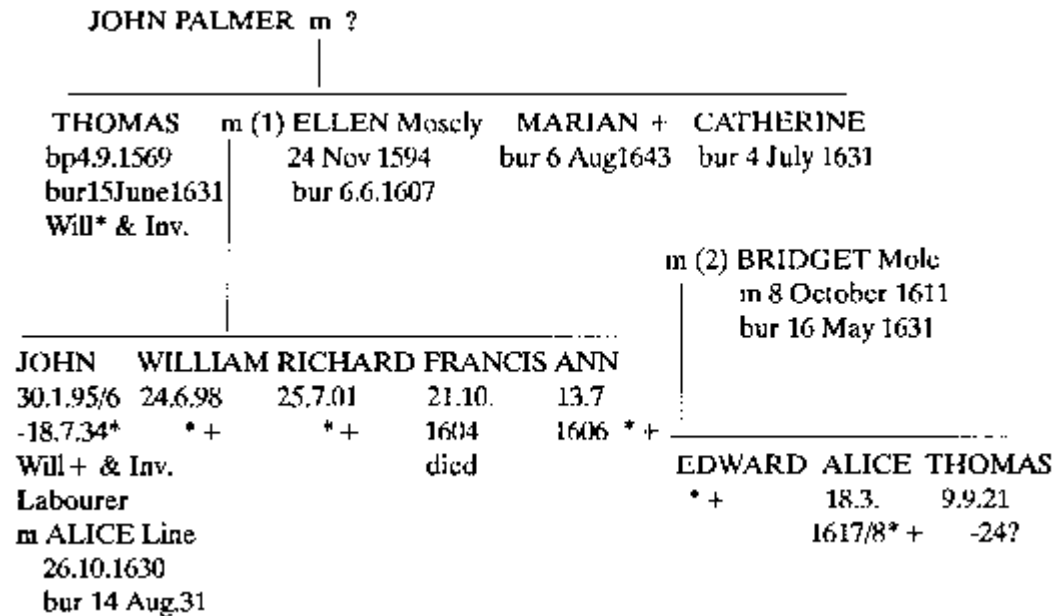 JOHN PALMER m ?
THOMAS m (1) ELLEN Mosely MARIAN + CATHERINE
bp4.9.1569 24 Nov 1594 bur 6 Aug1643 bur 4 July 1631
bur15June1631 bur 6.6.1607
Will* & Inv.
m (2) BRIDGET Mole
m 8 October 1611
bur 16 May 1631
JOHN WILLIAM RICHARD FRANCIS ANN
30.1.95/6 24.6.98 25.7.01 21.10. 13.7
-18.7.34* * + * + 1604 1606 * +
Will + & Inv. died
EDWARD ALICE THOMAS
Labourer * + 18.3. 9.9.21
m ALICE Line 1617/8* + -24?
26.10.1630
bur 14 Aug.31